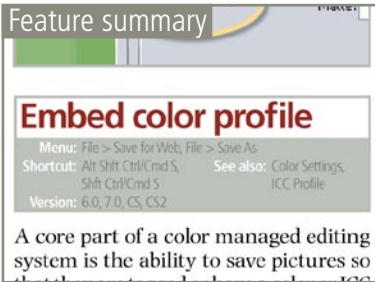 Feature summary
Matte:
Embed color profile
Menu: File > Save for Web, File > Save As
Shortcut: Alt Shft Ctrl/Cmd S, Shft Ctrl/Cmd S
See also: Color Settings, ICC Profile
Version: 6.0, 7.0, CS, CS2
A core part of a color managed editing
system is the ability to save pictures so